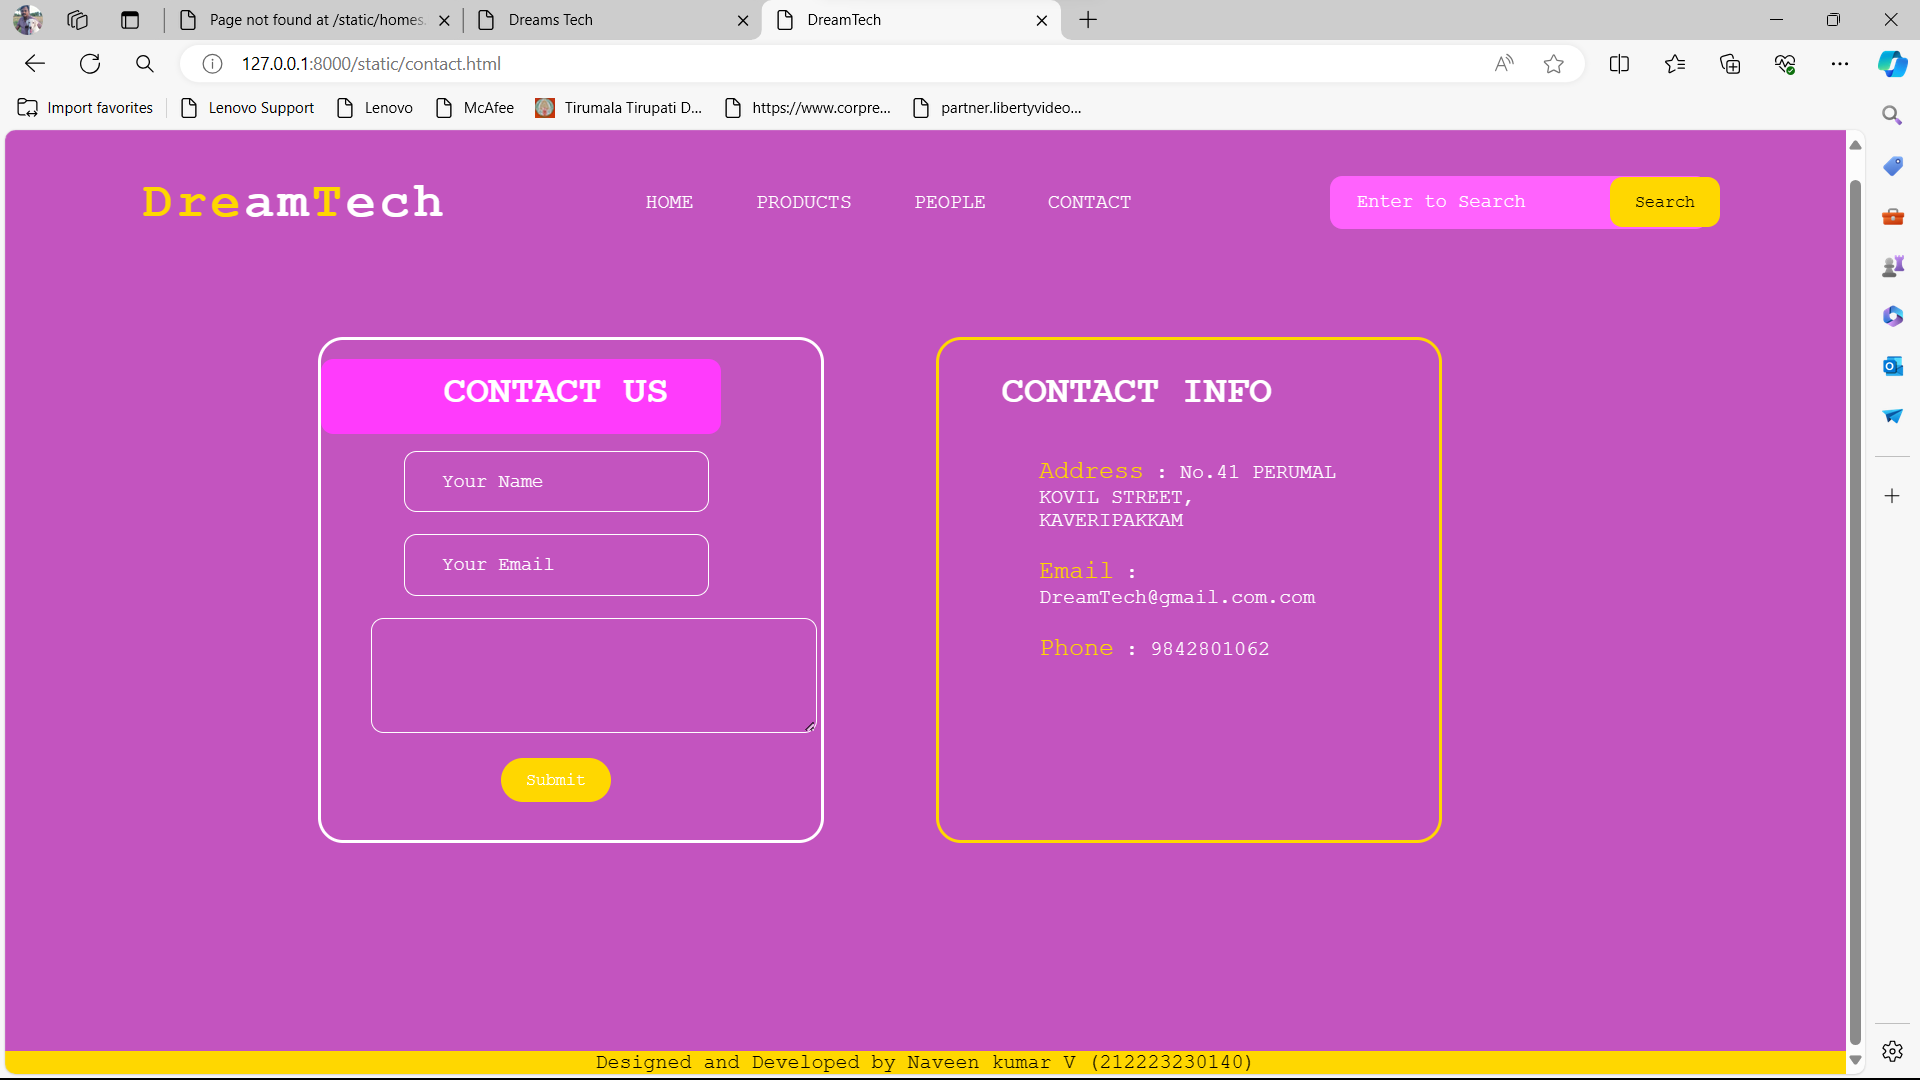 Page not found at /static/homes.
Dreams Tech
DreamTech
127.0.0.1:8000/static/contact.html
Import favorites
Lenovo Support
Lenovo
McAfee
Tirumala Tirupati D...
https://www.corpre...
partner.libertyvideo...
DreamTech
HOME
PRODUCTS
PEOPLE
CONTACT
Enter to Search
Search
CONTACT US
Your Name
Your Email
Submit
CONTACT INFO
Address : No.41 PERUMAL
KOVIL STREET,
KAVERIPAKKAM
Email :
DreamTech@gmail.com.com
Phone : 9842801062
Designed and Developed by Naveen kumar V (212223230140)